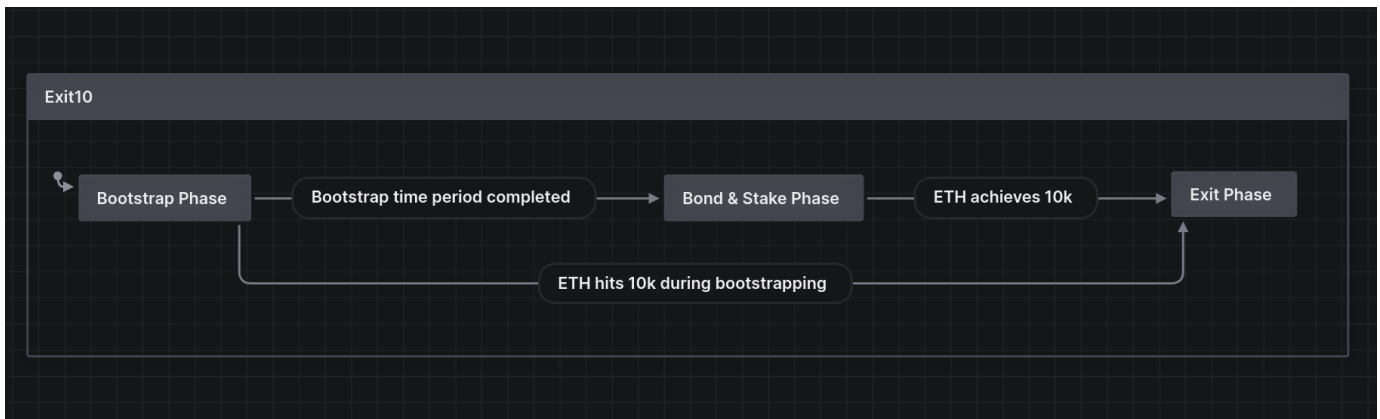 Exit10
Bootstrap Phase
Bootstrap time period completed
Bond & Stake Phase
ETH achieves 10k
Exit Phase
ETH hits 10k during bootstrapping